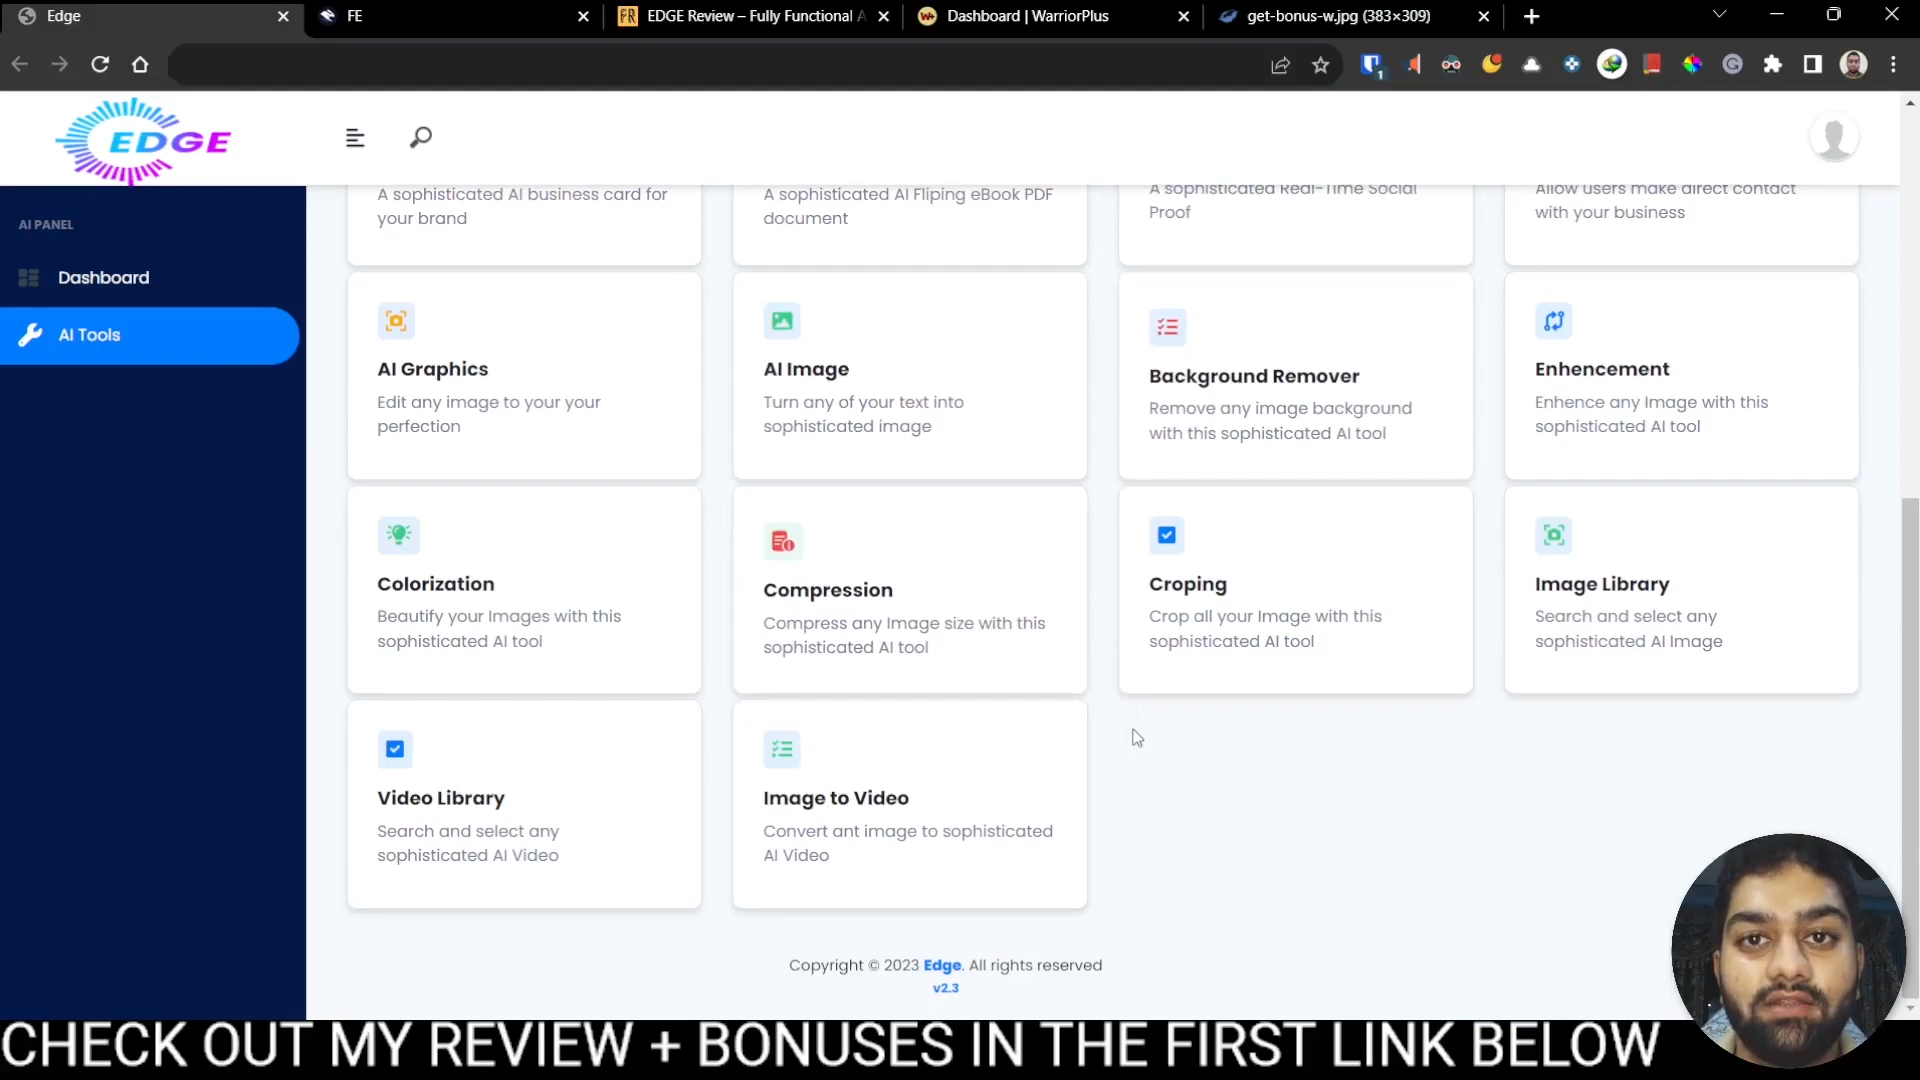 Edge
FE
EDGE Review – Fully Functional A
Dashboard | WarriorPlus
get-bonus-w.jpg (383×309)
1
EDGE
AI PANEL
Dashboard
AI Tools
A sophisticated AI business card for
your brand
A sophisticated AI Fliping eBook PDF
document
A sophisticated Real-Time Social
Proof
Allow users make direct contact
with your business
AI Graphics
Edit any image to your your
perfection
AI Image
Turn any of your text into
sophisticated image
Background Remover
Remove any image background
with this sophisticated AI tool
Enhencement
Enhence any Image with this
sophisticated AI tool
Colorization
Beautify your Images with this
sophisticated AI tool
Compression
Compress any Image size with this
sophisticated AI tool
Croping
Crop all your Image with this
sophisticated AI tool
Image Library
Search and select any
sophisticated AI Image
Video Library
Search and select any
sophisticated AI Video
Image to Video
Convert ant image to sophisticated
AI Video
Copyright © 2023 Edge. All rights reserved
v2.3
CHECK OUT MY REVIEW + BONUSES IN THE FIRST LINK BELOW